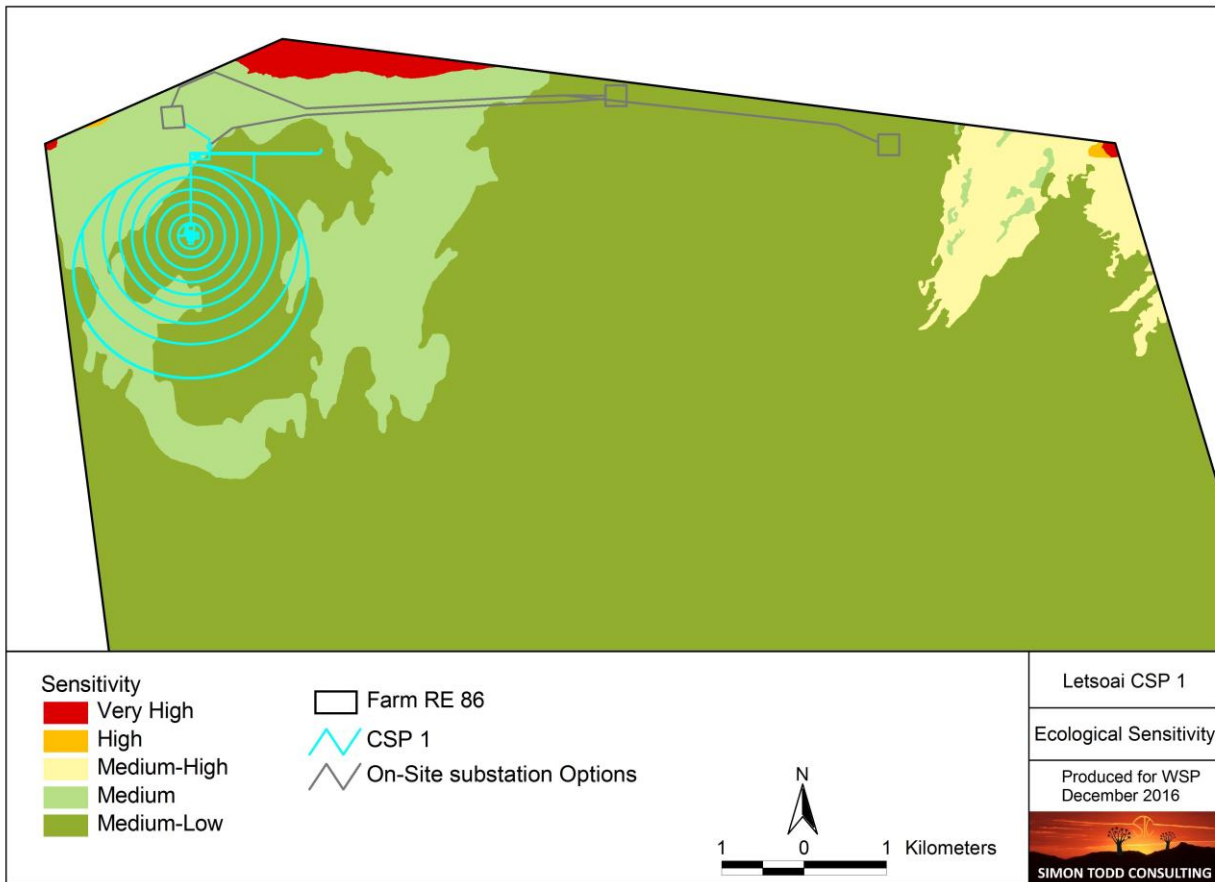 Sensitivity
Very High
High
Medium-High
Medium
Medium-Low
Farm RE 86
CSP 1
On-Site substation Options
N
1 0 1 Kilometers
Letsoai CSP 1
Ecological Sensitivity
Produced for WSP
December 2016
SIMON TODD CONSULTING